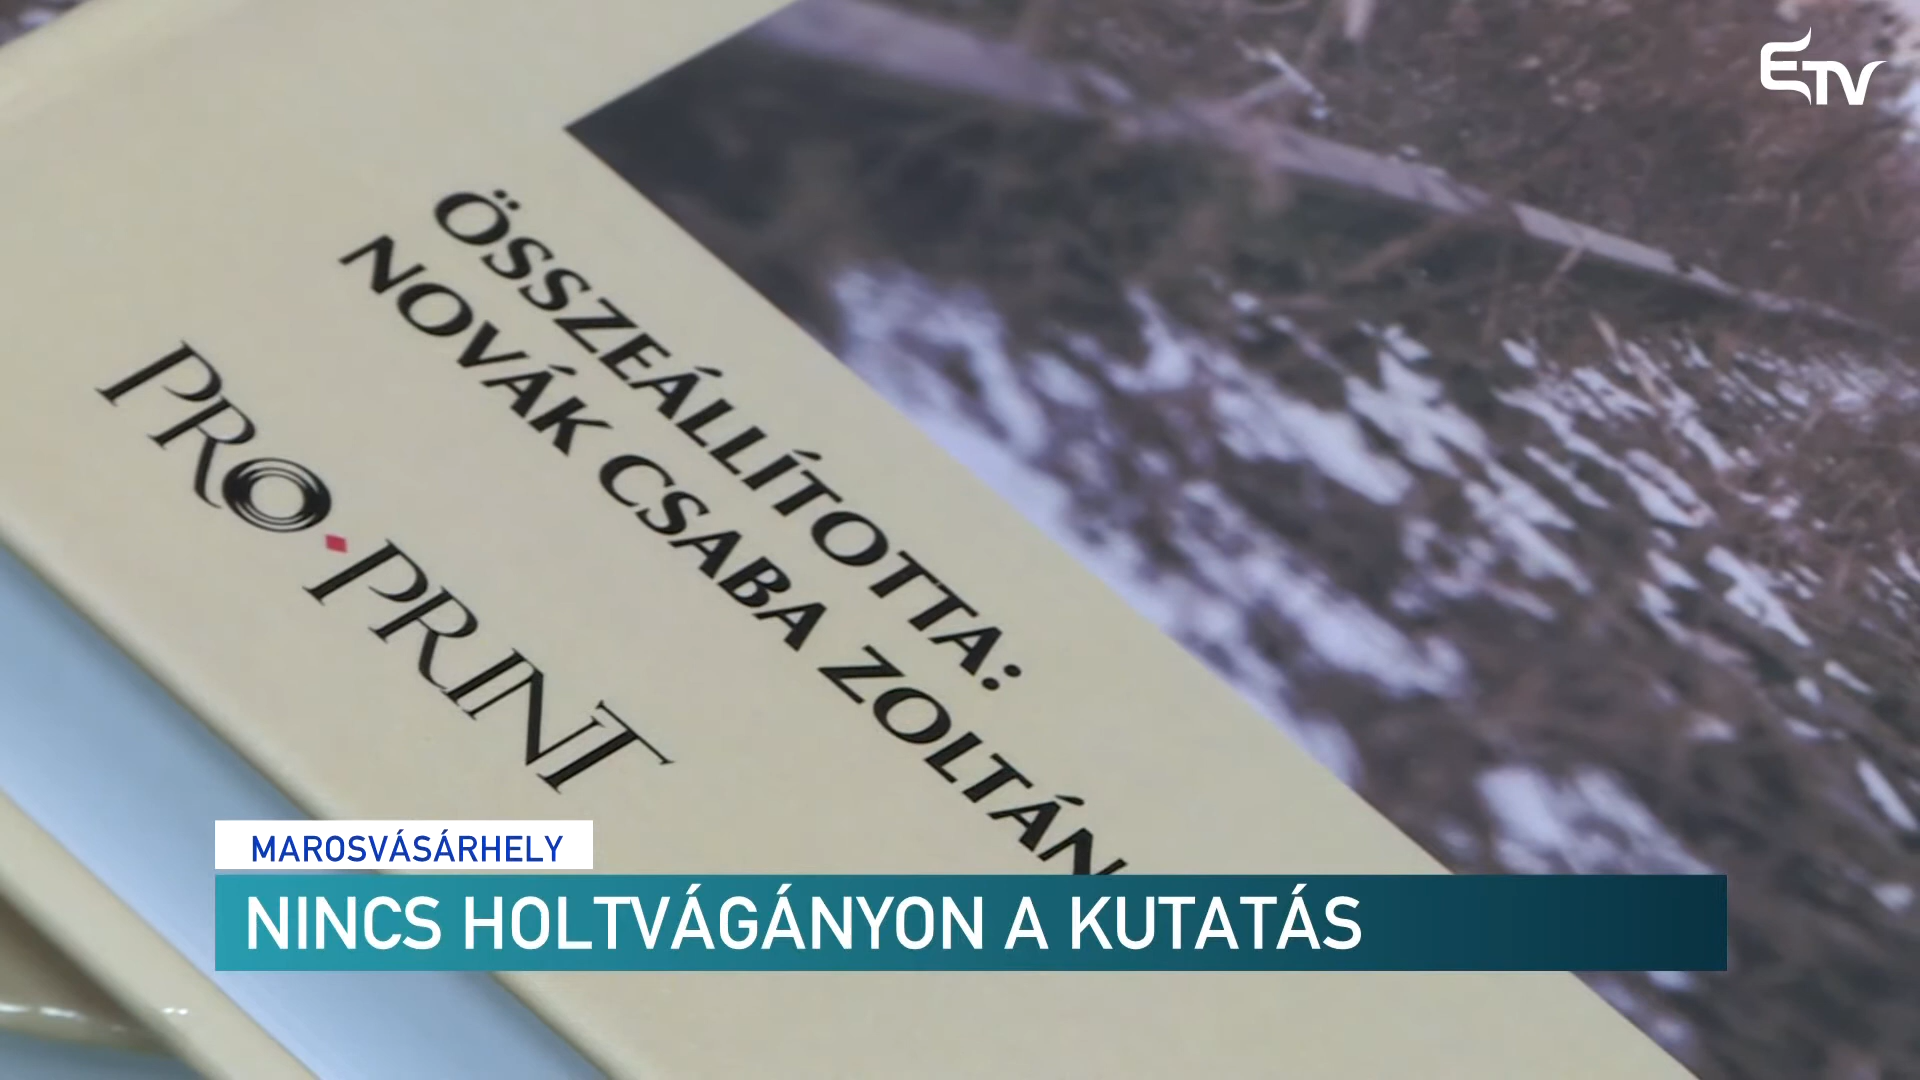 ETV
ÖSSZEÁLLÍTOTTA:
NOVÁK CSABA ZOLTÁN
PRO•PRINT
MAROSVÁSÁRHELY
NINCS HOLTVÁGÁNYON A KUTATÁS